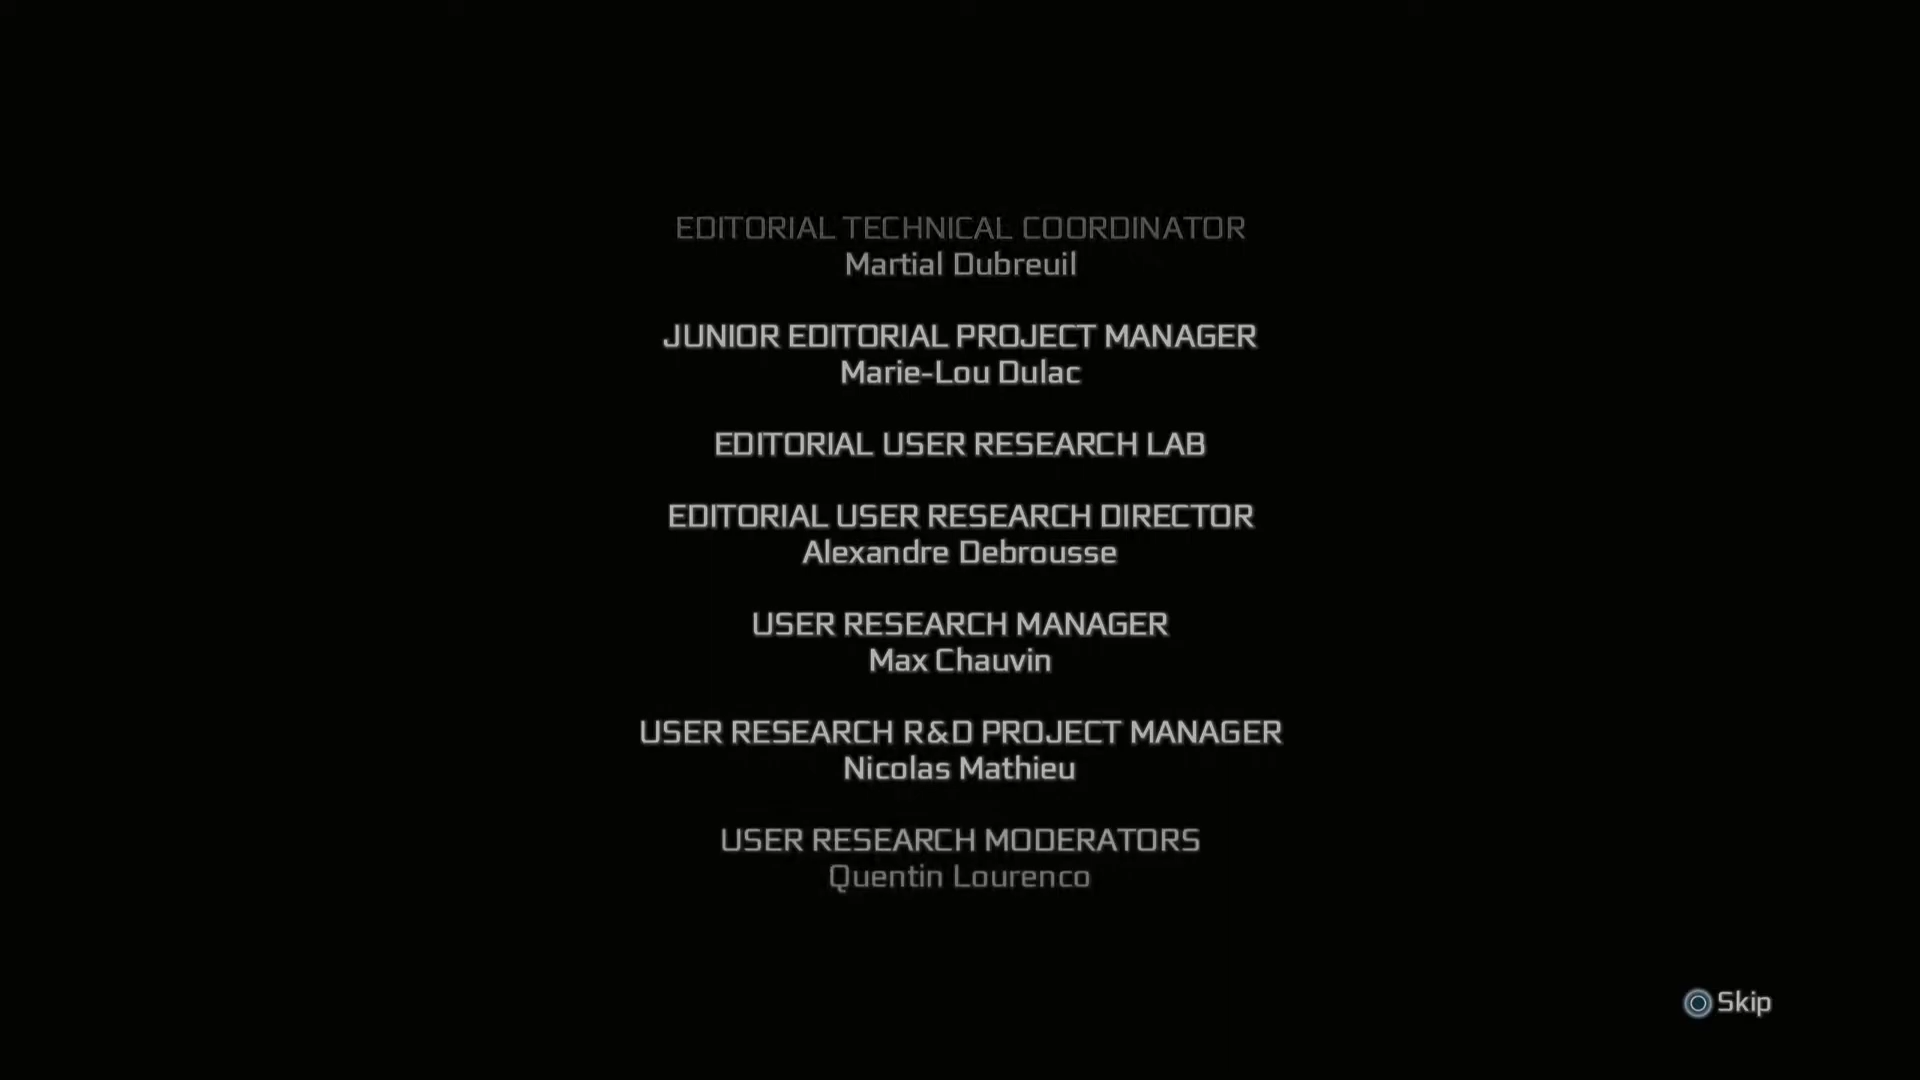 EDITORIAL TECHNICAL COORDINATOR
Martial Dubreuil
JUNIOR EDITORIAL PROJECT MANAGER
Marie-Lou Dulac
EDITORIAL USER RESEARCH LAB
EDITORIAL USER RESEARCH DIRECTOR
Alexandre Debrousse
USER RESEARCH MANAGER
Max Chauvin
USER RESEARCH R&D PROJECT MANAGER
Nicolas Mathieu
USER RESEARCH MODERATORS
Quentin Lourenco
Skip